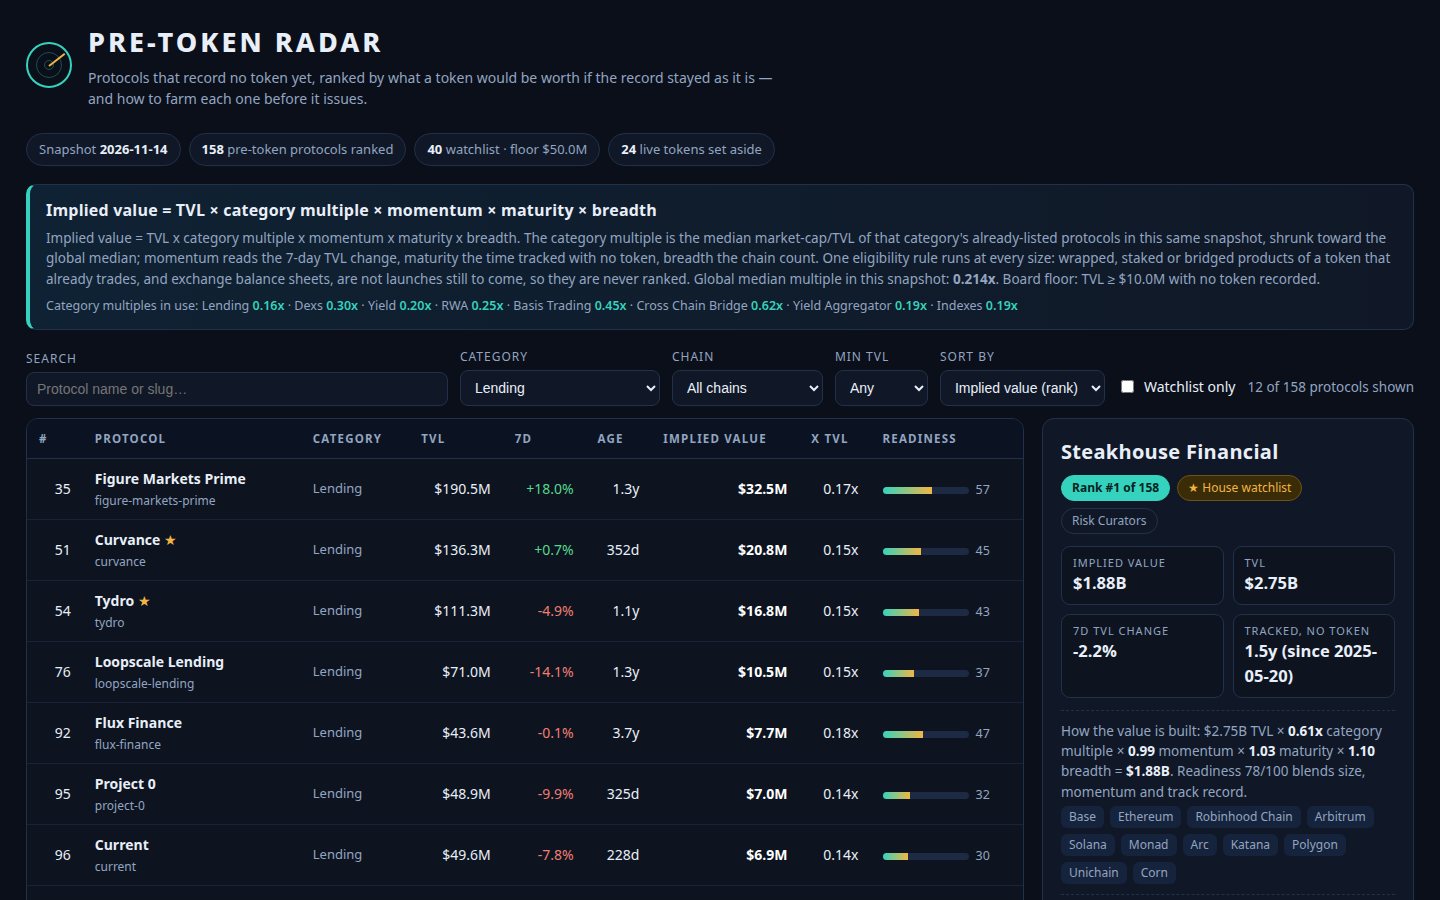 PRE-TOKEN RADAR
Protocols that record no token yet, ranked by what a token would be worth if the record stayed as it is —
and how to farm each one before it issues.
Snapshot 2026-11-14
158 pre-token protocols ranked
40 watchlist · floor $50.0M
24 live tokens set aside
Implied value = TVL × category multiple × momentum × maturity × breadth
Implied value = TVL x category multiple x momentum x maturity x breadth. The category multiple is the median market-cap/TVL of that category's already-listed protocols in this same snapshot, shrunk toward the
global median; momentum reads the 7-day TVL change, maturity the time tracked with no token, breadth the chain count. One eligibility rule runs at every size: wrapped, staked or bridged products of a token that
already trades, and exchange balance sheets, are not launches still to come, so they are never ranked. Global median multiple in this snapshot: 0.214x. Board floor: TVL ≥ $10.0M with no token recorded.
Category multiples in use: Lending 0.16x · Dexs 0.30x · Yield 0.20x · RWA 0.25x · Basis Trading 0.45x · Cross Chain Bridge 0.62x · Yield Aggregator 0.19x · Indexes 0.19x
SEARCH
Protocol name or slug…
CATEGORY
Lending
CHAIN
All chains
MIN TVL
Any
SORT BY
Implied value (rank)
Watchlist only
12 of 158 protocols shown
# PROTOCOL CATEGORY TVL 7D AGE IMPLIED VALUE X TVL READINESS
35 Figure Markets Prime Lending $190.5M +18.0% 1.3y $32.5M 0.17x 57
figure-markets-prime
51 Curvance ★ Lending $136.3M +0.7% 352d $20.8M 0.15x 45
curvance
54 Tydro ★ Lending $111.3M -4.9% 1.1y $16.8M 0.15x 43
tydro
76 Loopscale Lending Lending $71.0M -14.1% 1.3y $10.5M 0.15x 37
loopscale-lending
92 Flux Finance Lending $43.6M -0.1% 3.7y $7.7M 0.18x 47
flux-finance
95 Project 0 Lending $48.9M -9.9% 325d $7.0M 0.14x 32
project-0
96 Current Lending $49.6M -7.8% 228d $6.9M 0.14x 30
current
Steakhouse Financial
Rank #1 of 158
★ House watchlist
Risk Curators
IMPLIED VALUE
$1.88B
TVL
$2.75B
7D TVL CHANGE
-2.2%
TRACKED, NO TOKEN
1.5y (since 2025-
05-20)
How the value is built: $2.75B TVL × 0.61x category
multiple × 0.99 momentum × 1.03 maturity × 1.10
breadth = $1.88B. Readiness 78/100 blends size,
momentum and track record.
Base Ethereum Robinhood Chain Arbitrum
Solana Monad Arc Katana Polygon
Unichain Corn